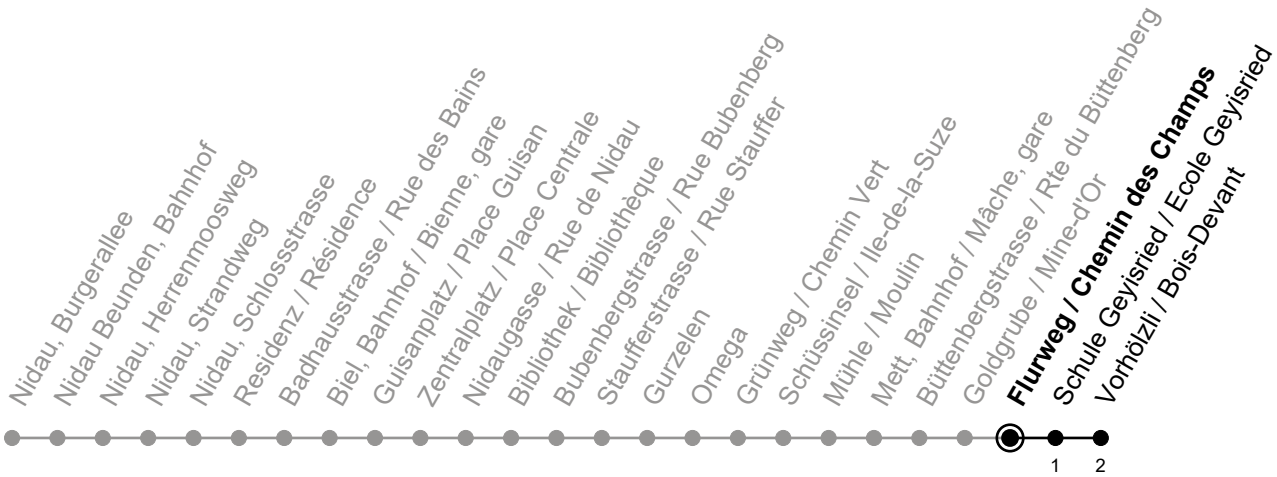 Nidau, Burgerallee
Nidau Beunden, Bahnhof
Nidau, Herrenmoosweg
Nidau, Strandweg
Nidau, Schlossstrasse
Residenz / Résidence
Badhausstrasse / Rue des Bains
Biel, Bahnhof / Bienne, gare
Guisanplatz / Place Guisan
Zentralplatz / Place Centrale
Nidaugasse / Rue de Nidau
Bibliothek / Bibliothèque
Bubenbergstrasse / Rue Bubenberg
Staufferstrasse / Rue Stauffer
Gurzelen
Omega
Grünweg / Chemin Vert
Schüssinsel / Ile-de-la-Suze
Mühle / Moulin
Mett, Bahnhof / Mâche, gare
Büttenbergstrasse / Rte du Büttenberg
Goldgrube / Mine-d'Or
Flurweg / Chemin des Champs
Schule Geyisried / Ecole Geyisried
Vorhölzli / Bois-Devant
1
2